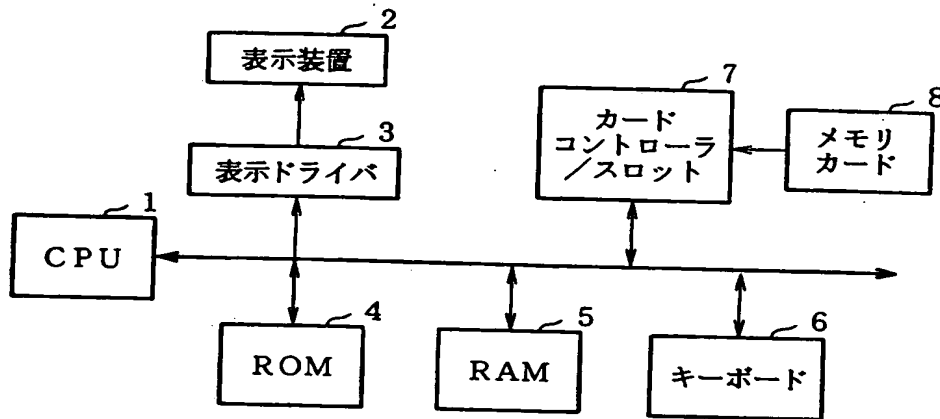 2
表示装置
3
表示ドライバ
1
CPU
7
カード
コントローラ
／スロット
8
メモリ
カード
4
ROM
5
RAM
6
キーボード